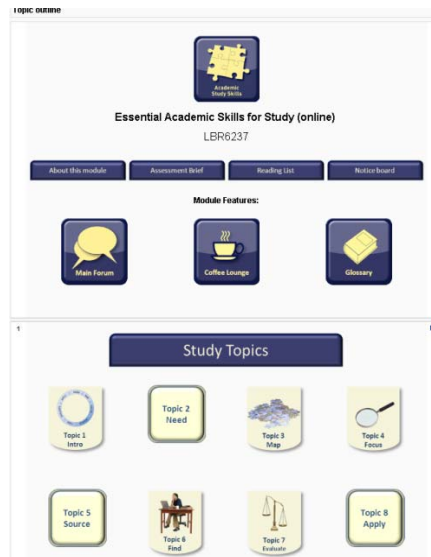 Topic outline
Academic
Study Skills
Essential Academic Skills for Study (online)
LBR6237
About this module
Assessment Brief
Reading List
Notice board
Module Features:
Main Forum
Coffee Lounge
Glossary
1
Study Topics
Topic 1
Intro
Topic 2
Need
Topic 3
Map
Topic 4
Focus
Topic 5
Source
Topic 6
Find
Topic 7
Evaluate
Topic 8
Apply